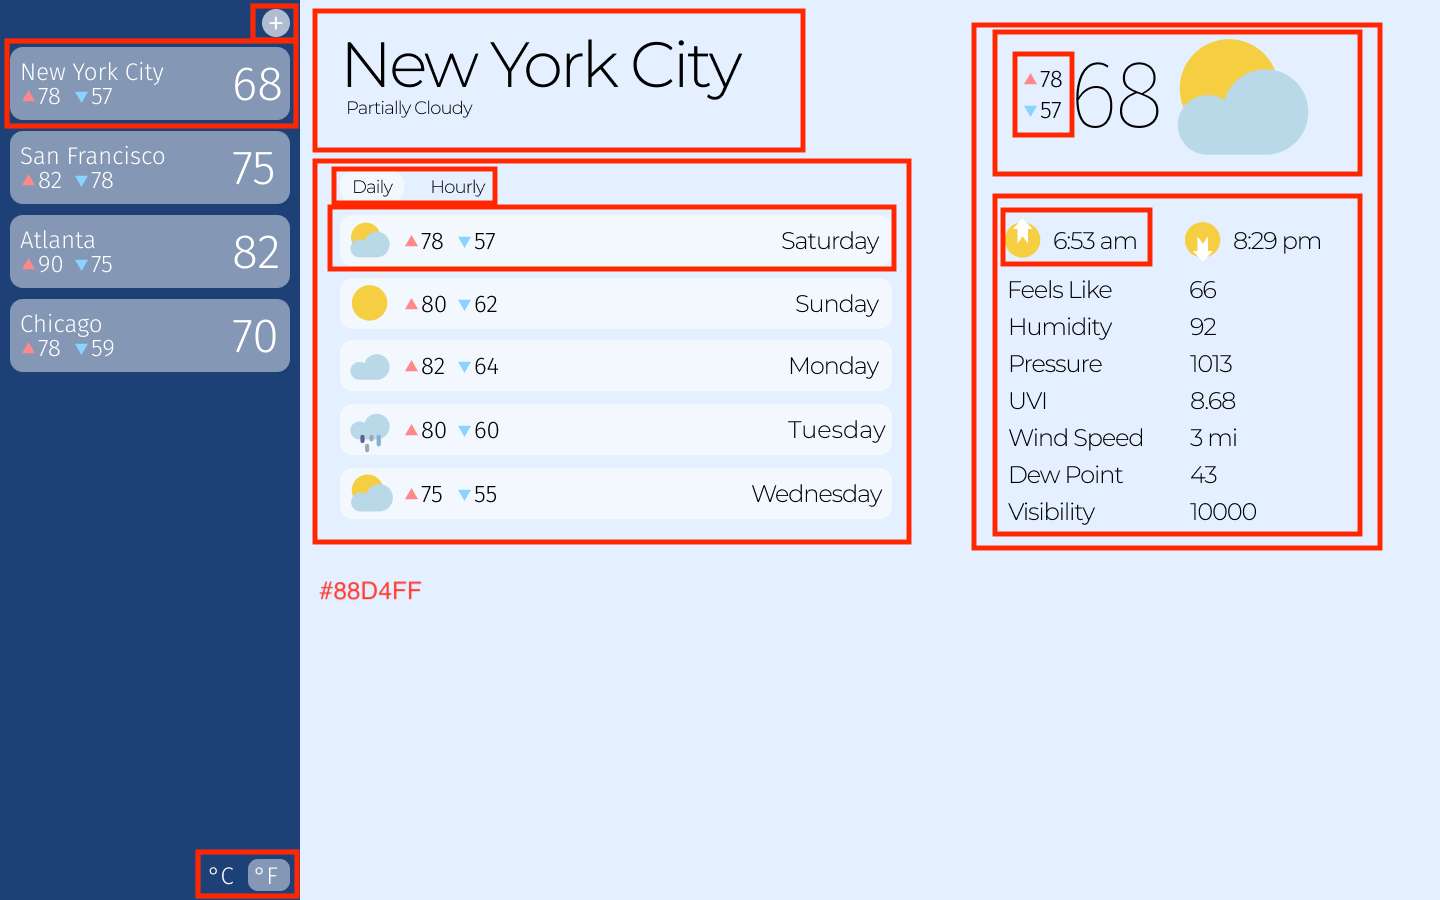 +
New York City
78 57
68
San Francisco
82 78
75
Atlanta
90 75
82
Chicago
78 59
70
°C °F
New York City
Partially Cloudy
Daily Hourly
78 57 Saturday
80 62 Sunday
82 64 Monday
80 60 Tuesday
75 55 Wednesday
#88D4FF
78
57
68
6:53 am 8:29 pm
Feels Like 66
Humidity 92
Pressure 1013
UVI 8.68
Wind Speed 3 mi
Dew Point 43
Visibility 10000